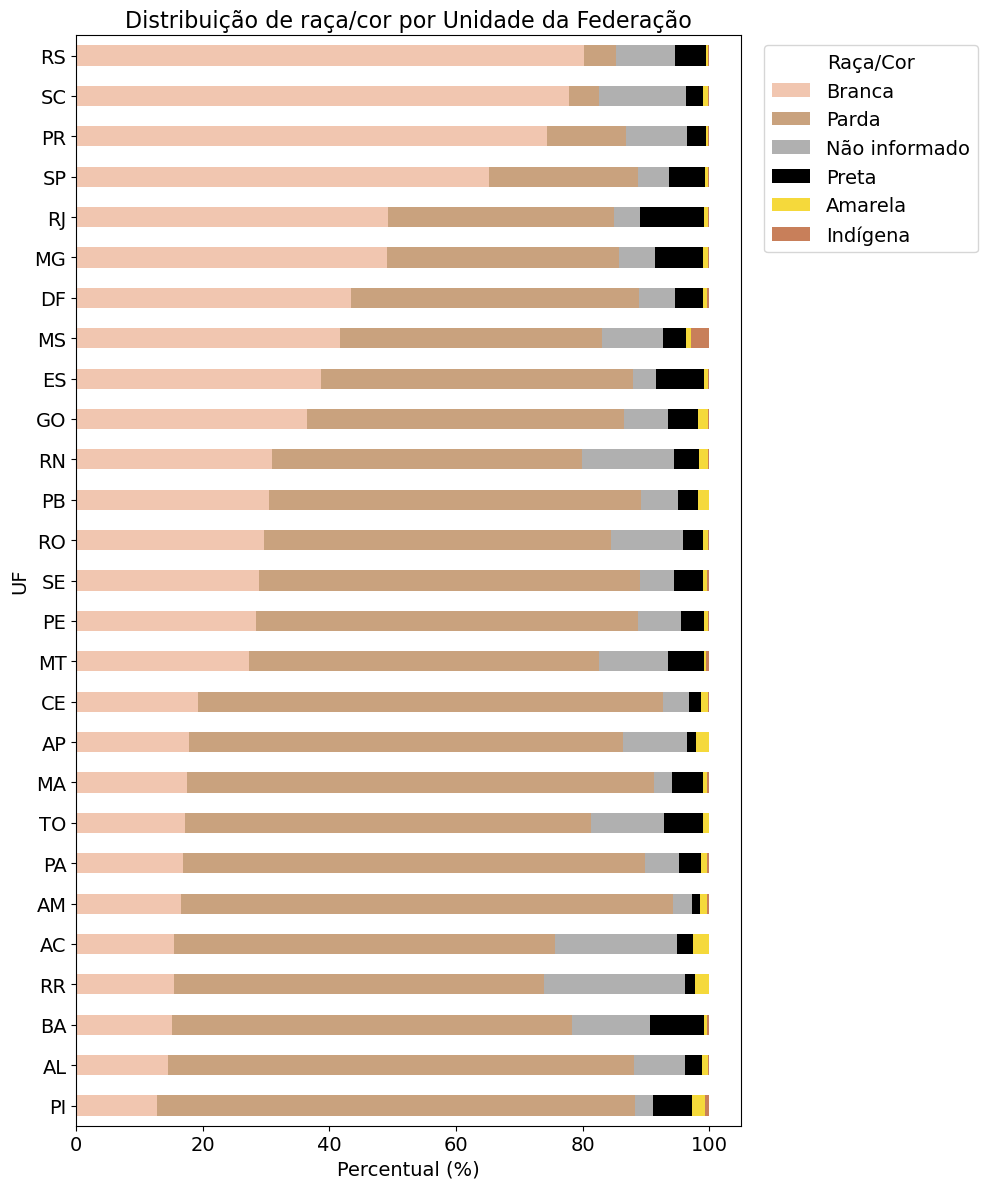 Distribuição de raça/cor por Unidade da Federação
RS
SC
PR
SP
RJ
MG
DF
MS
ES
GO
RN
PB
RO
SE
PE
MT
CE
AP
MA
TO
PA
AM
AC
RR
BA
AL
PI
UF
0 20 40 60 80 100
Percentual (%)
Raça/Cor
Branca
Parda
Não informado
Preta
Amarela
Indígena